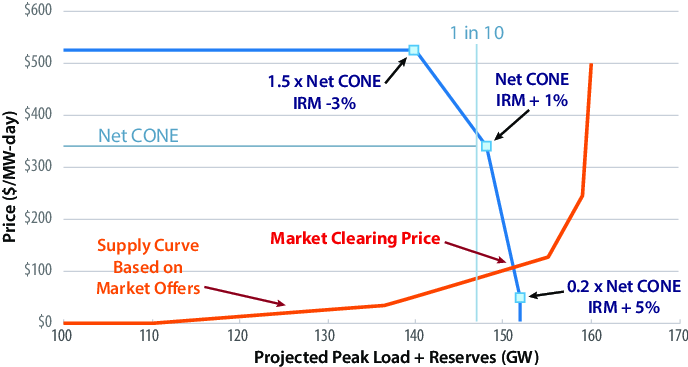 $600
1 in 10
$500
1.5 x Net CONE
IRM -3%
Net CONE
IRM + 1%
$400
Net CONE
$300
Price ($/MW-day)
$200
Supply Curve
Based on
Market Offers
Market Clearing Price
$100
0.2 x Net CONE
IRM + 5%
$0
100
110
120
130
140
150
160
170
Projected Peak Load + Reserves (GW)